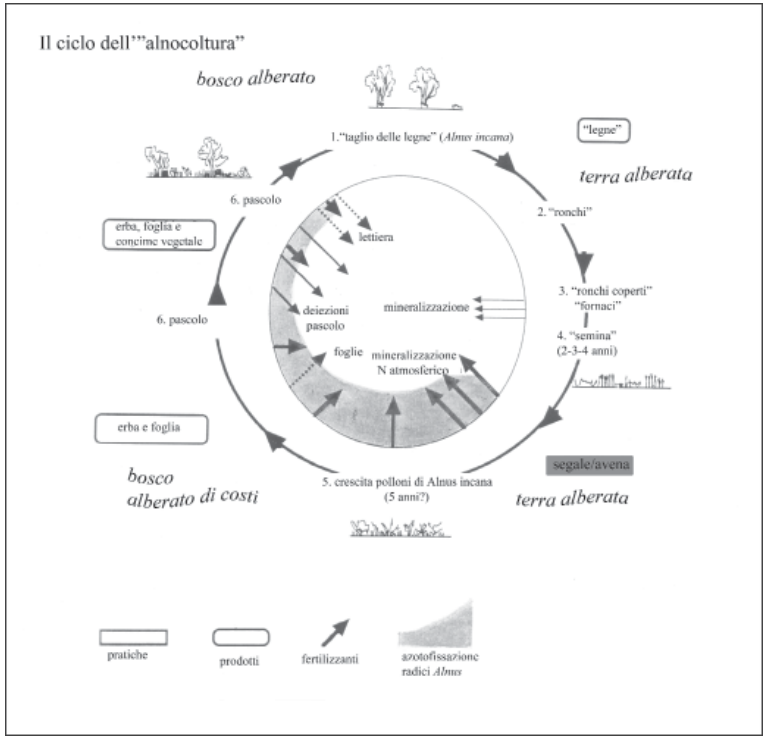 Il ciclo dell'"alnocoltura"
bosco alberato
1."taglio delle legne" (Alnus incana)
"legne"
terra alberata
2. "ronchi"
3. "ronchi coperti"
"fornaci"
4. "semina"
(2-3-4 anni)
segale/avena
terra alberata
5. crescita polloni di Alnus incana
(5 anni?)
bosco
alberato di costi
erba e foglia
6. pascolo
erba, foglia e
concime vegetale
6. pascolo
lettiera
deiezioni
pascolo
foglie
mineralizzazione
mineralizzazione
N atmosferico
pratiche
prodotti
fertilizzanti
azotofissazione
radici Alnus